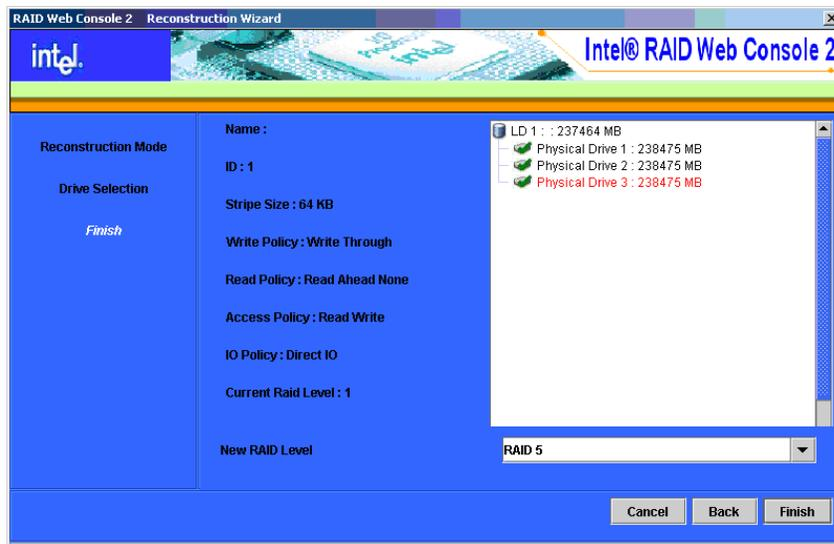 RAID Web Console 2 Reconstruction Wizard
intel.
I/O
Processor
intel
Intel® RAID Web Console 2
Reconstruction Mode
Drive Selection
Finish
Name :
ID : 1
Stripe Size : 64 KB
Write Policy : Write Through
Read Policy : Read Ahead None
Access Policy : Read Write
IO Policy : Direct IO
Current Raid Level : 1
LD 1 : : 237464 MB
Physical Drive 1 : 238475 MB
Physical Drive 2 : 238475 MB
Physical Drive 3 : 238475 MB
New RAID Level
RAID 5
Cancel
Back
Finish